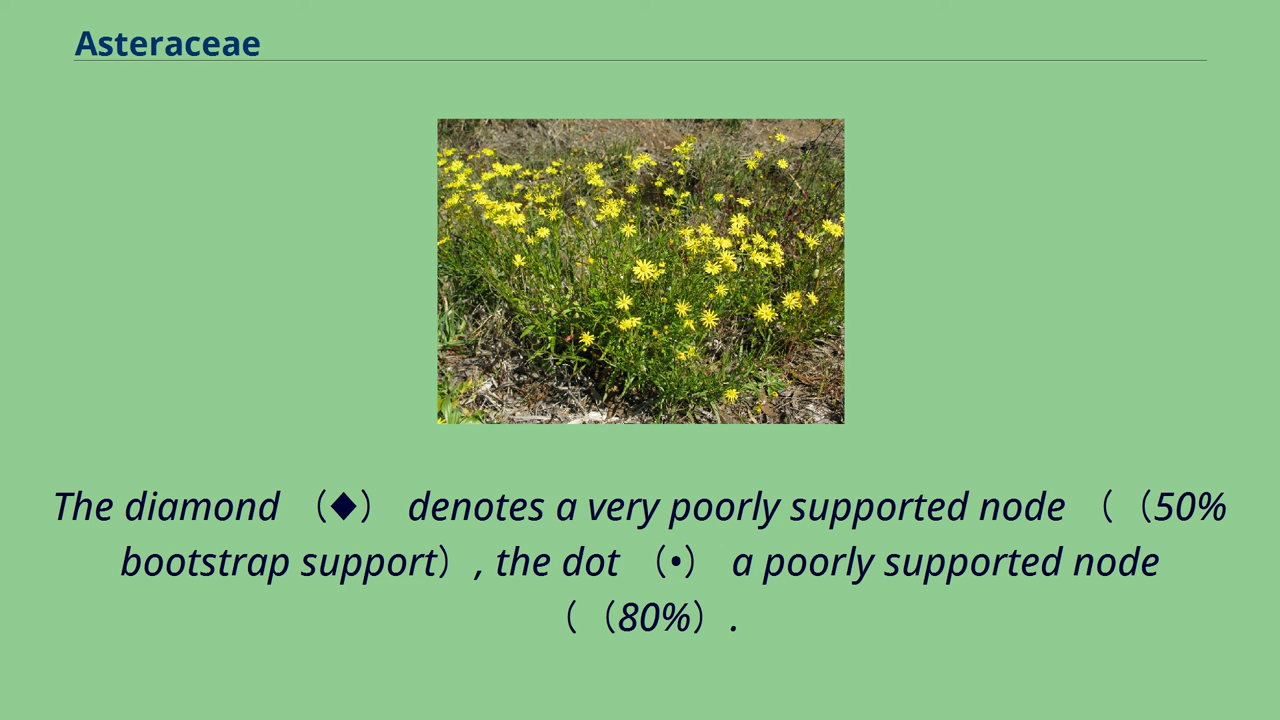 Asteraceae
The diamond （◆） denotes a very poorly supported node （（50%
bootstrap support）, the dot （•） a poorly supported node
（（80%）.